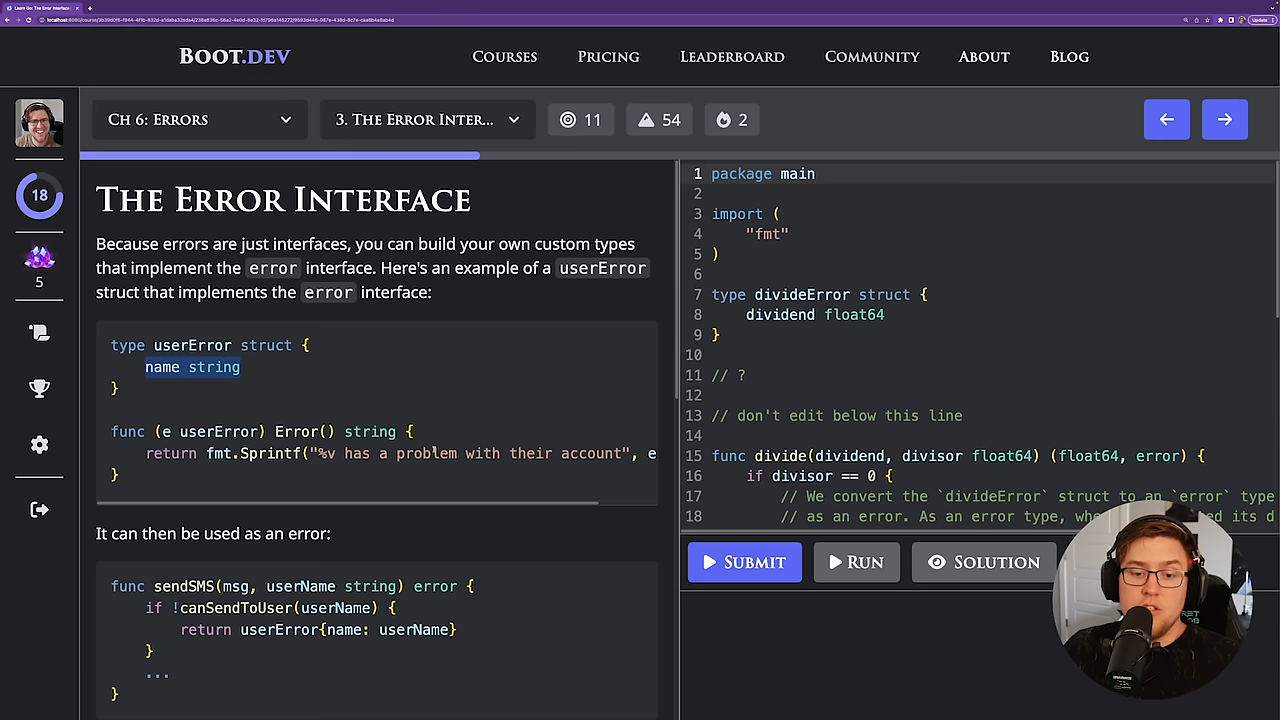 Learn Go: The Error Interface
Update
BOOT.DEV
COURSES
PRICING
LEADERBOARD
COMMUNITY
ABOUT
BLOG
CH 6: ERRORS
3. THE ERROR INTER...
11
54
2
18
5
THE ERROR INTERFACE
Because errors are just interfaces, you can build your own custom types
that implement the error interface. Here's an example of a userError
struct that implements the error interface:
type userError struct {
name string
}
func (e userError) Error() string {
return fmt.Sprintf("%v has a problem with their account", e
}
It can then be used as an error:
func sendSMS(msg, userName string) error {
if !canSendToUser(userName) {
return userError{name: userName}
}
...
}
1 package main
2
3 import (
4 "fmt"
5 )
6
7 type divideError struct {
8 dividend float64
9 }
10
11 // ?
12
13 // don't edit below this line
14
15 func divide(dividend, divisor float64) (float64, error) {
16 if divisor == 0 {
17 // We convert the `divideError` struct to an `error` type
18 // as an error. As an error type, whe
SUBMIT
RUN
SOLUTION